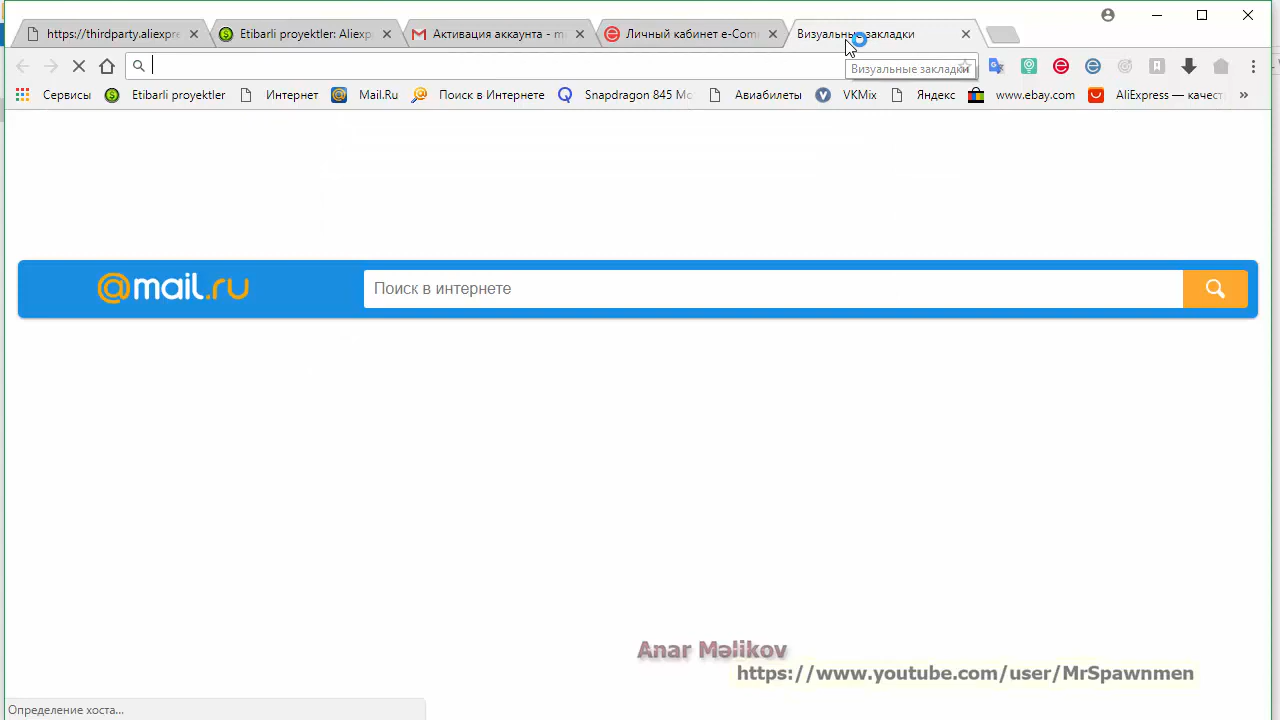 https://thirdparty.aliexpre
Etibarli proyektler: Aliexp
Активация аккаунта - m
Личный кабинет e-Com
Визуальные закладки
Визуальные закладки
Сервисы
Etibarli proyektler
Интернет
Mail.Ru
Поиск в Интернете
Snapdragon 845 Mo
Авиабилеты
VKMix
Яндекс
www.ebay.com
AliExpress — качест
»
@mail.ru
Поиск в интернете
Anar Məlikov
https://www.youtube.com/user/MrSpawnmen
Определение хоста...